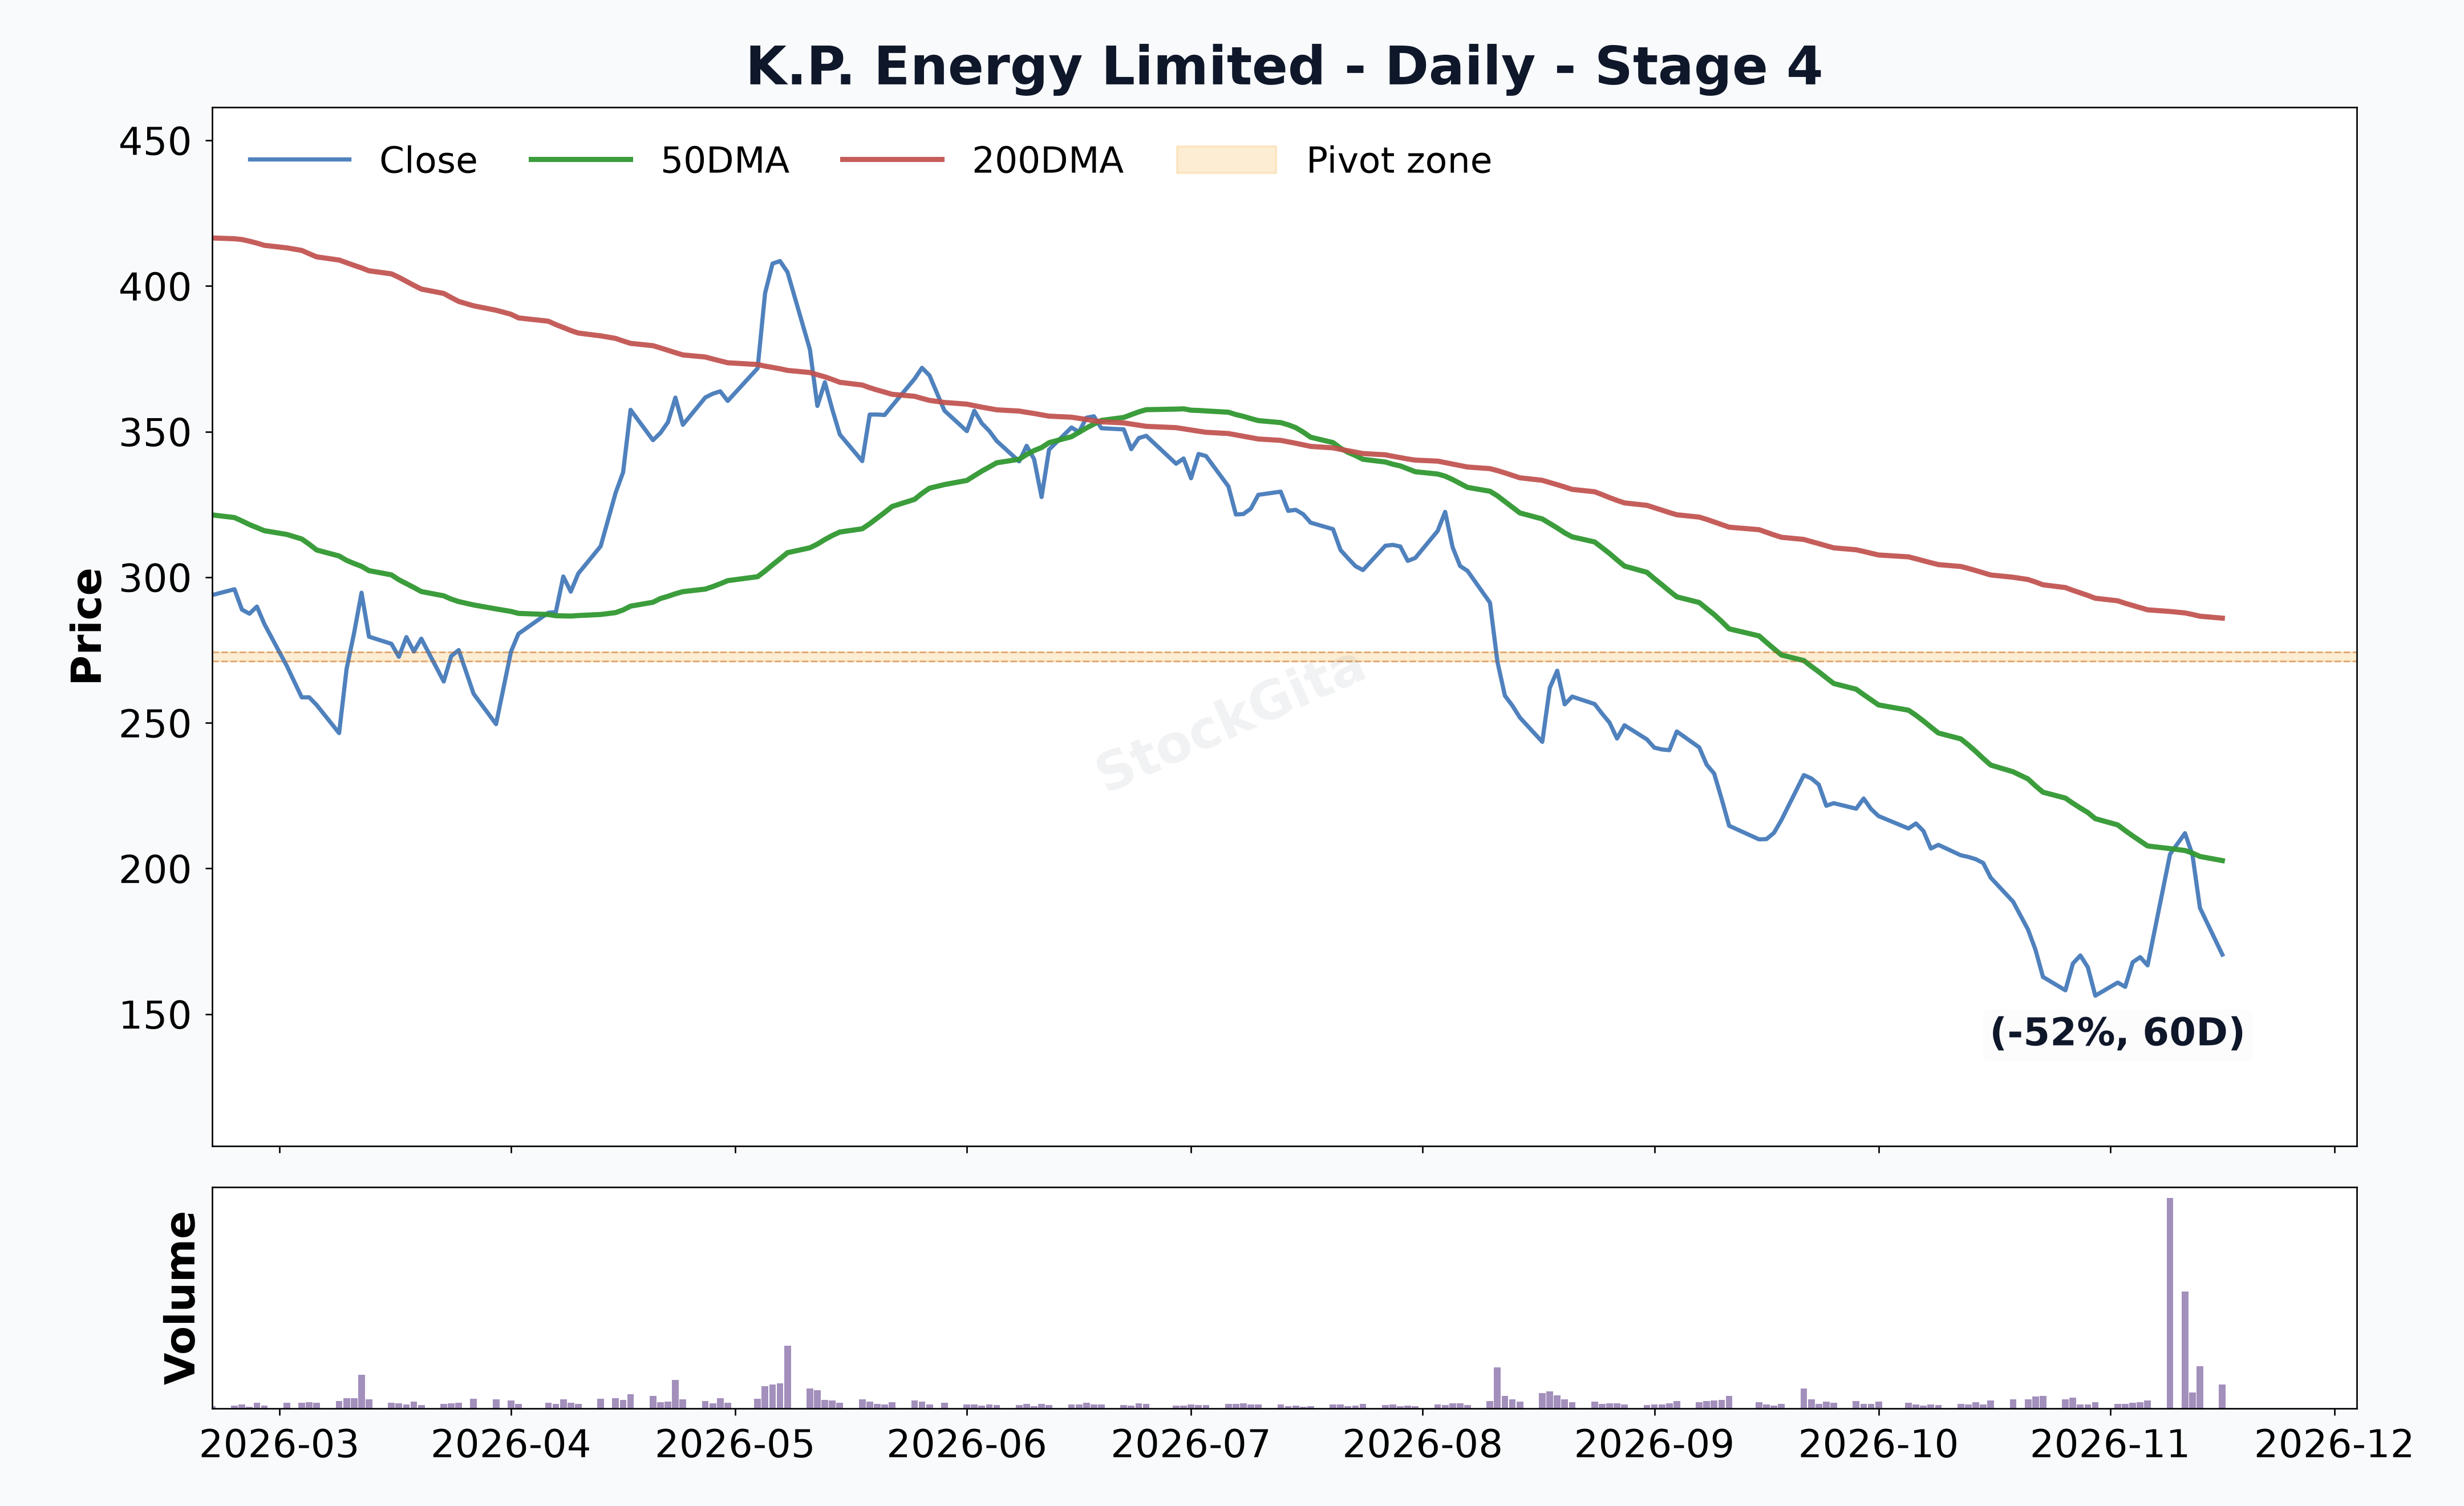 K.P. Energy Limited - Daily - Stage 4
Close 50DMA 200DMA Pivot zone
450
400
350
300
250
200
150
Price
StockGita
(-52%, 60D)
Volume
2026-03 2026-04 2026-05 2026-06 2026-07 2026-08 2026-09 2026-10 2026-11 2026-12